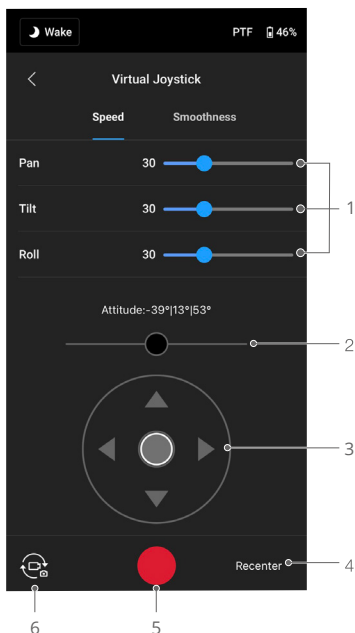 Wake PTF 46%
Virtual Joystick
Speed Smoothness
Pan 30
1
Tilt 30
Roll 30
Attitude:-39°|13°|53°
2
3
Recenter 4
6 5